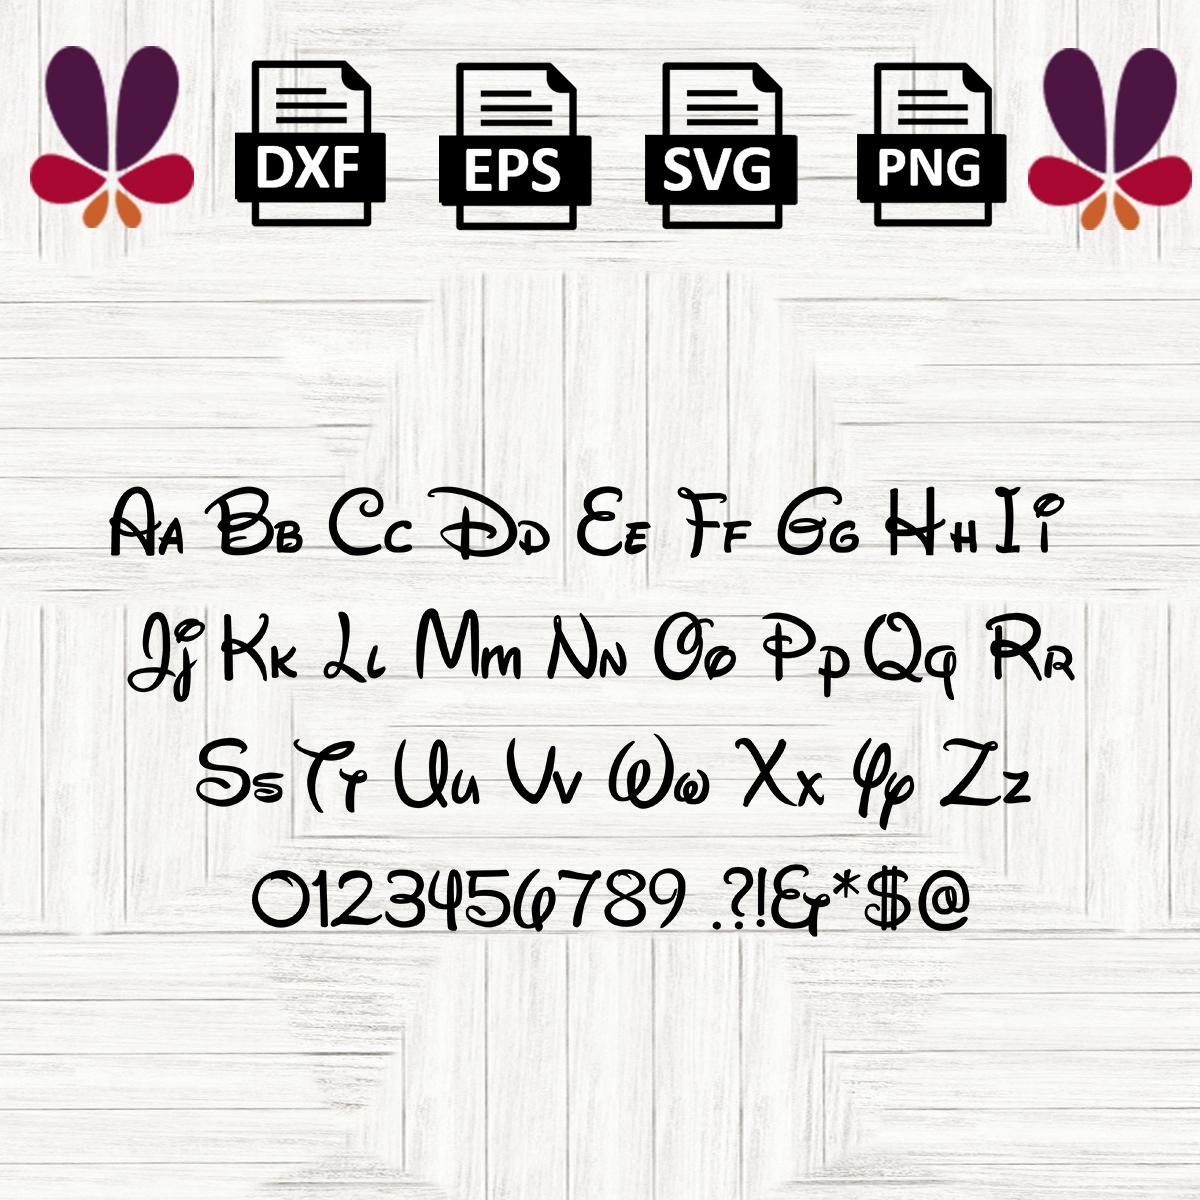 DXF EPS SVG PNG
Aa Bb Cc Dd Ee Ff Gg Hh Ii
Jj Kk Ll Mm Nn Oo Pp Qq Rr
Ss Tt Uu Vv Ww Xx Yy Zz
0123456789 .?!&*$@